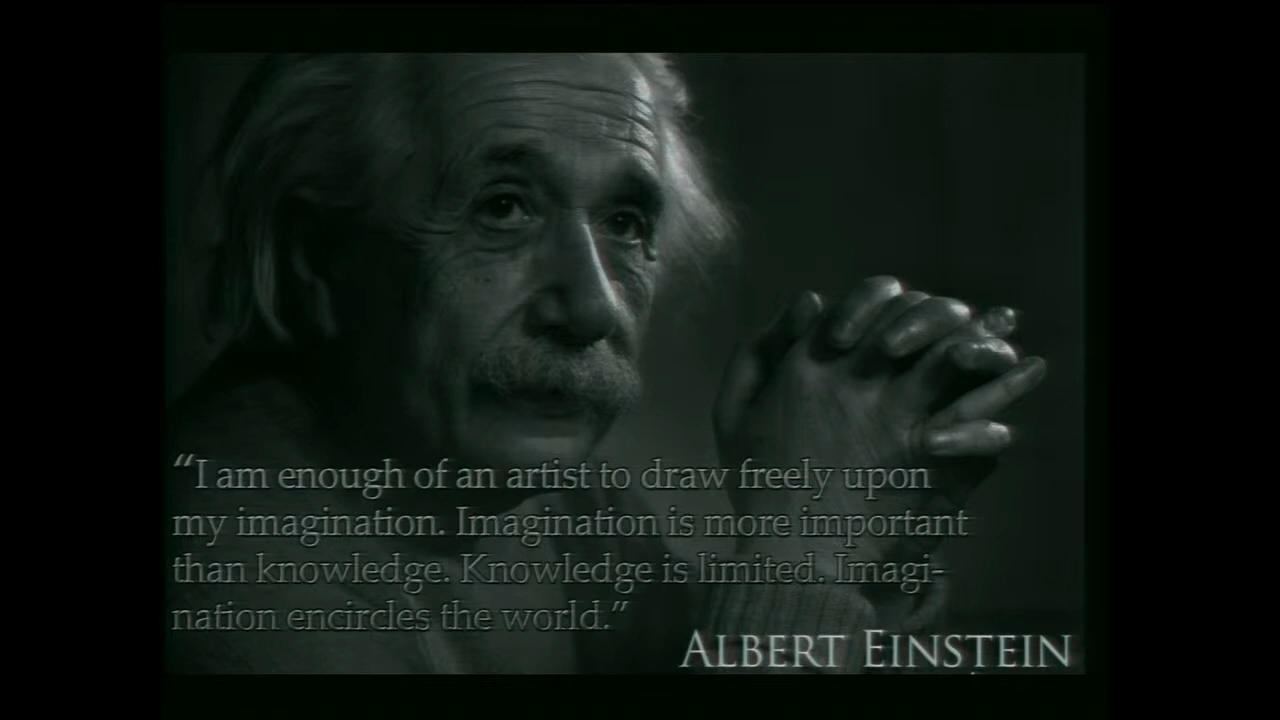 “I am enough of an artist to draw freely upon
my imagination. Imagination is more important
than knowledge. Knowledge is limited. Imagi-
nation encircles the world.”
ALBERT EINSTEIN